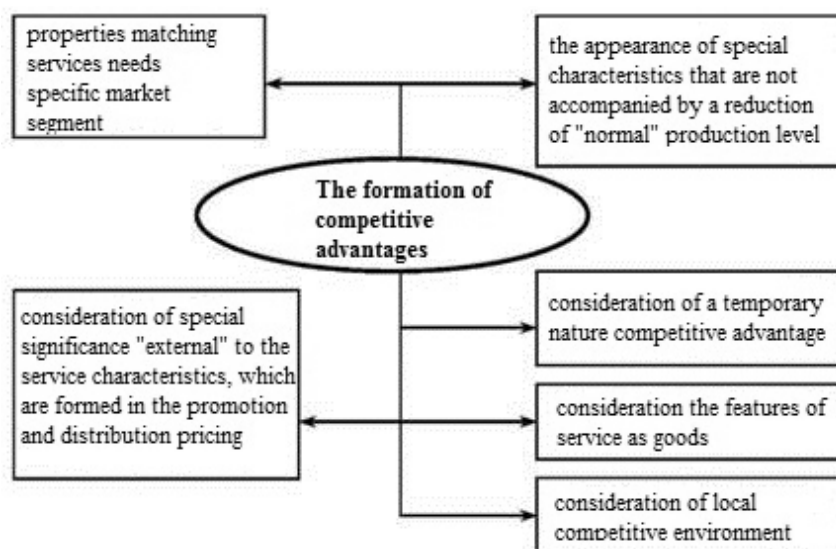 properties matching
services needs
specific market
segment
the appearance of special
characteristics that are not
accompanied by a reduction
of "normal" production level
The formation of
competitive
advantages
consideration of special
significance "external" to the
service characteristics, which
are formed in the promotion
and distribution pricing
consideration of a temporary
nature competitive advantage
consideration the features of
service as goods
consideration of local
competitive environment